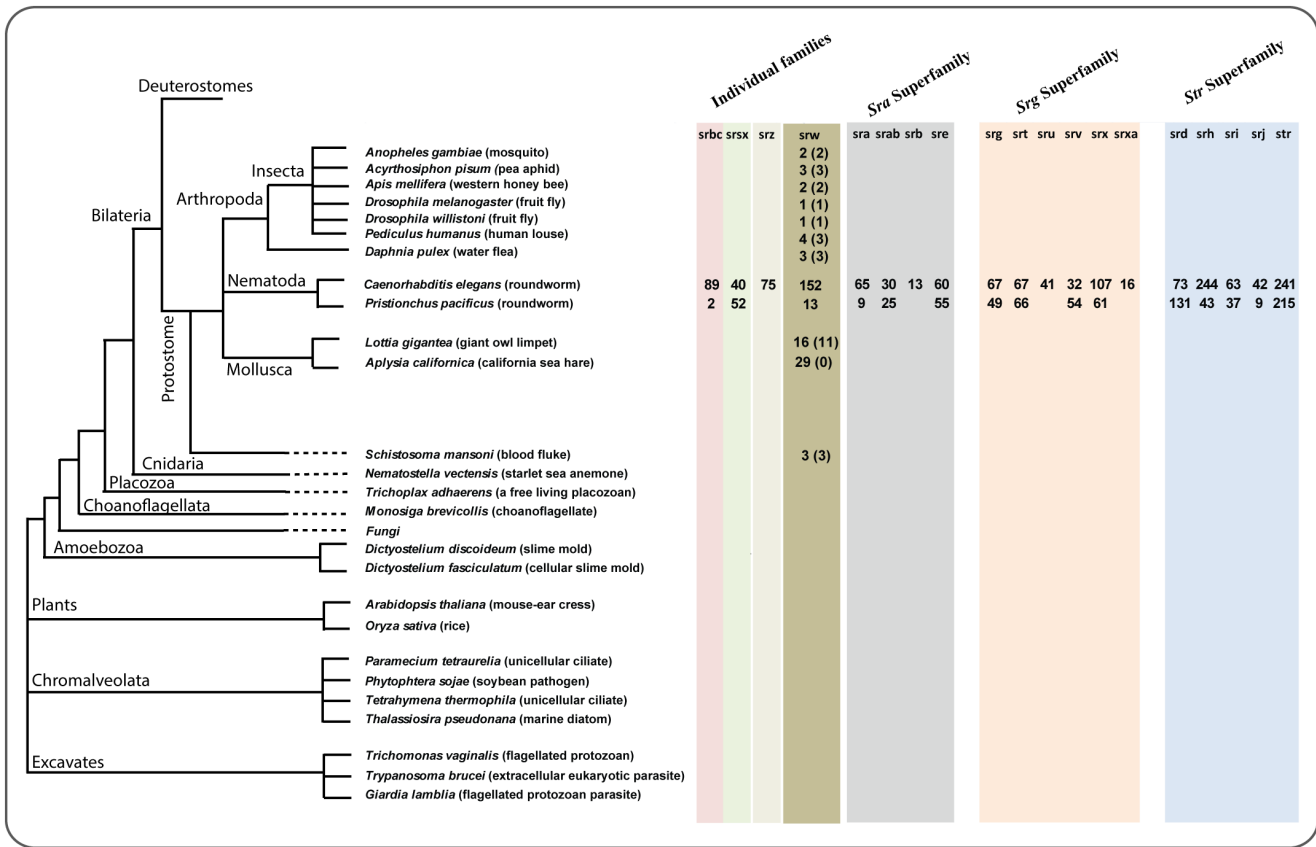 Individual families
Sra Superfamily
Srg Superfamily
Str Superfamily
srbc srsx srz srw sra srab srb sre srg srt sru srv srx srxa srd srh sri srj str
Deuterostomes
Bilateria
Protostome
Arthropoda
Insecta
Anopheles gambiae (mosquito) 2 (2)
Acyrthosiphon pisum (pea aphid) 3 (3)
Apis mellifera (western honey bee) 2 (2)
Drosophila melanogaster (fruit fly) 1 (1)
Drosophila willistoni (fruit fly) 1 (1)
Pediculus humanus (human louse) 4 (3)
Daphnia pulex (water flea) 3 (3)
Nematoda
Caenorhabditis elegans (roundworm) 89 40 75 152 65 30 13 60 67 67 41 32 107 16 73 244 63 42 241
Pristionchus pacificus (roundworm) 2 52 13 9 25 55 49 66 54 61 131 43 37 9 215
Mollusca
Lottia gigantea (giant owl limpet) 16 (11)
Aplysia californica (california sea hare) 29 (0)
Schistosoma mansoni (blood fluke) 3 (3)
Cnidaria
Nematostella vectensis (starlet sea anemone)
Placozoa
Trichoplax adhaerens (a free living placozoan)
Choanoflagellata
Monosiga brevicollis (choanoflagellate)
Fungi
Amoebozoa
Dictyostelium discoideum (slime mold)
Dictyostelium fasciculatum (cellular slime mold)
Plants
Arabidopsis thaliana (mouse-ear cress)
Oryza sativa (rice)
Chromalveolata
Paramecium tetraurelia (unicellular ciliate)
Phytophtera sojae (soybean pathogen)
Tetrahymena thermophila (unicellular ciliate)
Thalassiosira pseudonana (marine diatom)
Excavates
Trichomonas vaginalis (flagellated protozoan)
Trypanosoma brucei (extracellular eukaryotic parasite)
Giardia lamblia (flagellated protozoan parasite)